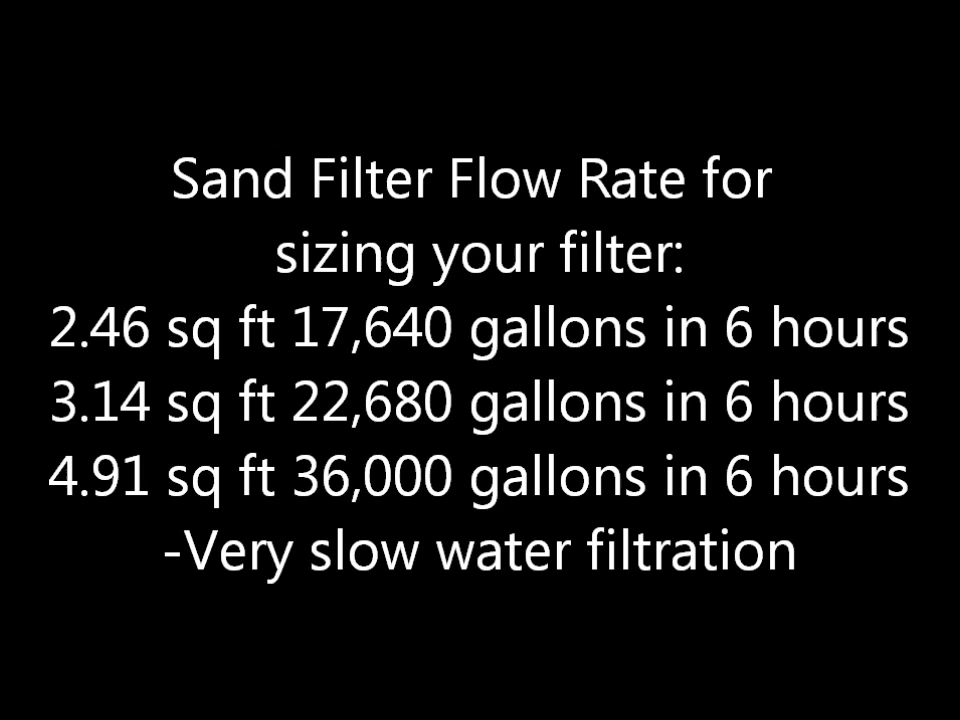 Sand Filter Flow Rate for
sizing your filter:
2.46 sq ft 17,640 gallons in 6 hours
3.14 sq ft 22,680 gallons in 6 hours
4.91 sq ft 36,000 gallons in 6 hours
-Very slow water filtration